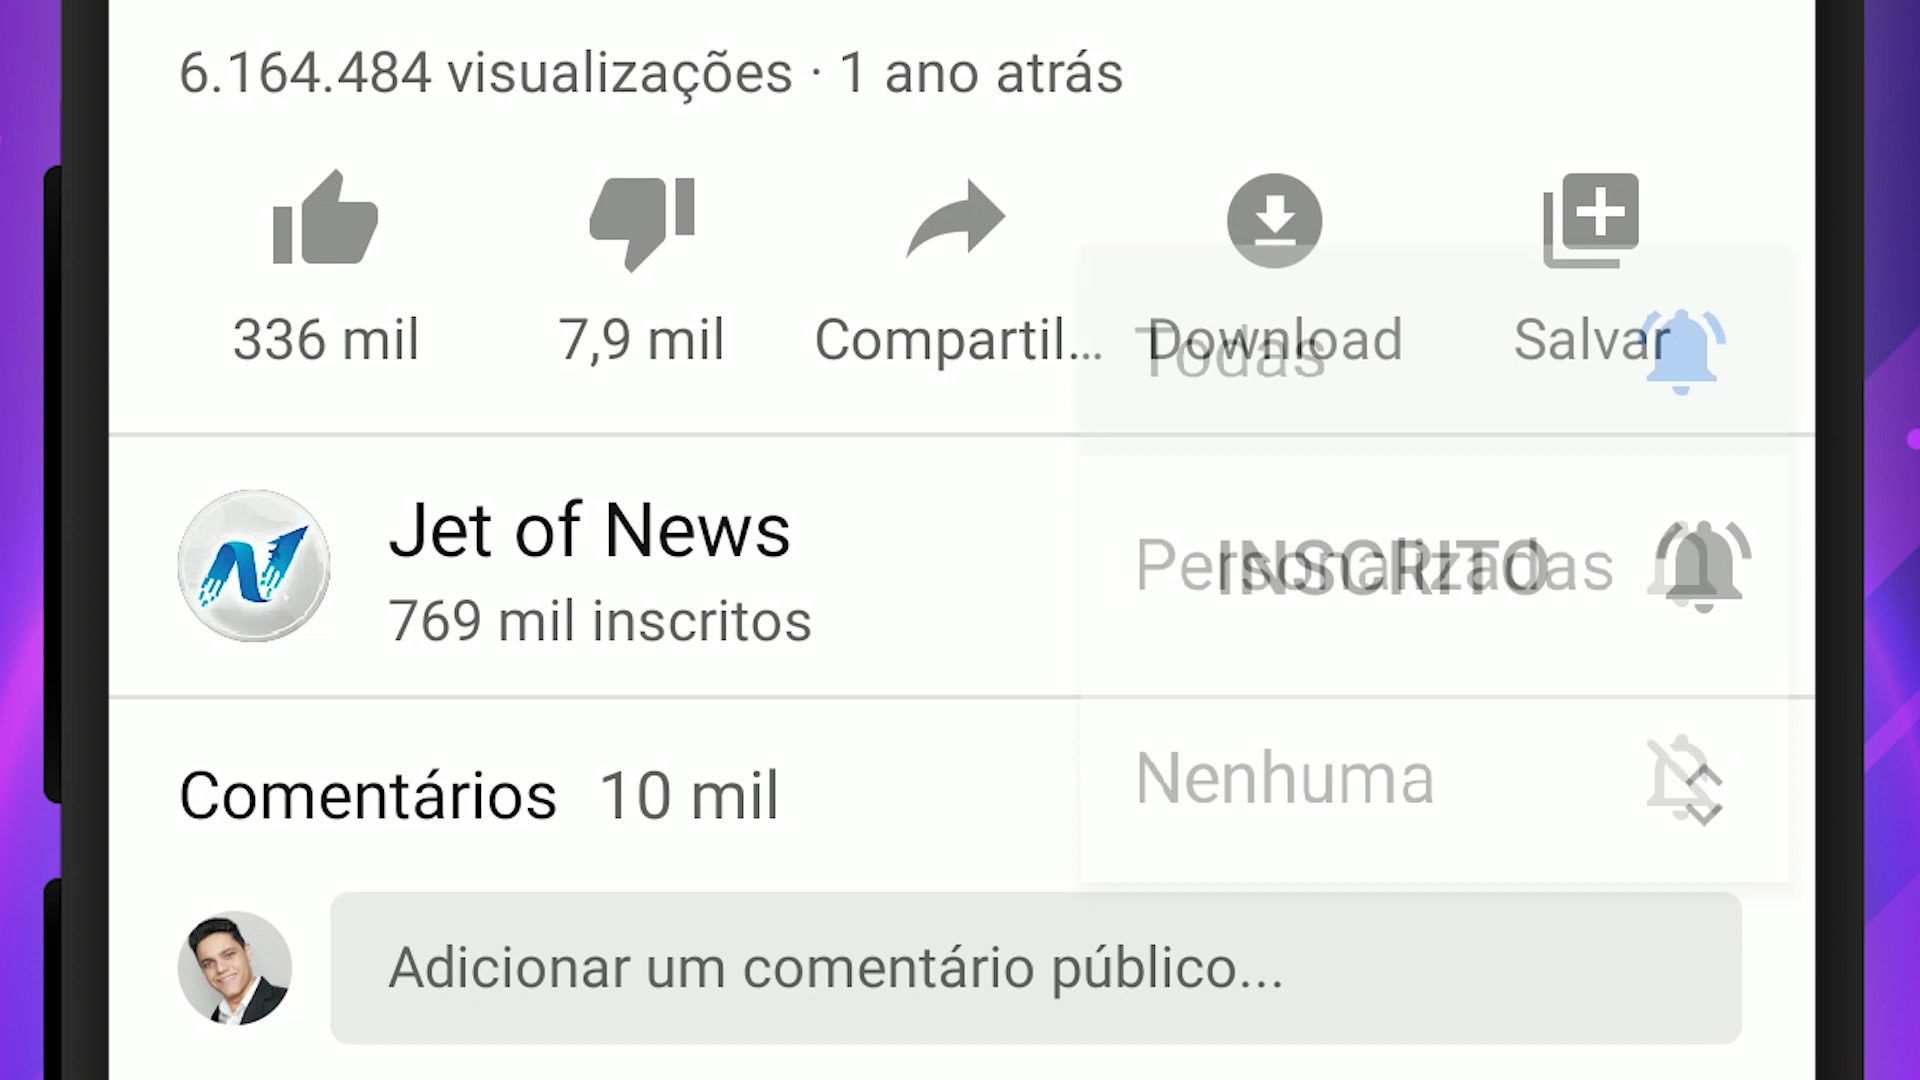 6.164.484 visualizações · 1 ano atrás
336 mil
7,9 mil
Compartil...
Download
Salvar
Todas
Jet of News
769 mil inscritos
INSCRITO
Personalizadas
Comentários 10 mil
Nenhuma
Adicionar um comentário público...